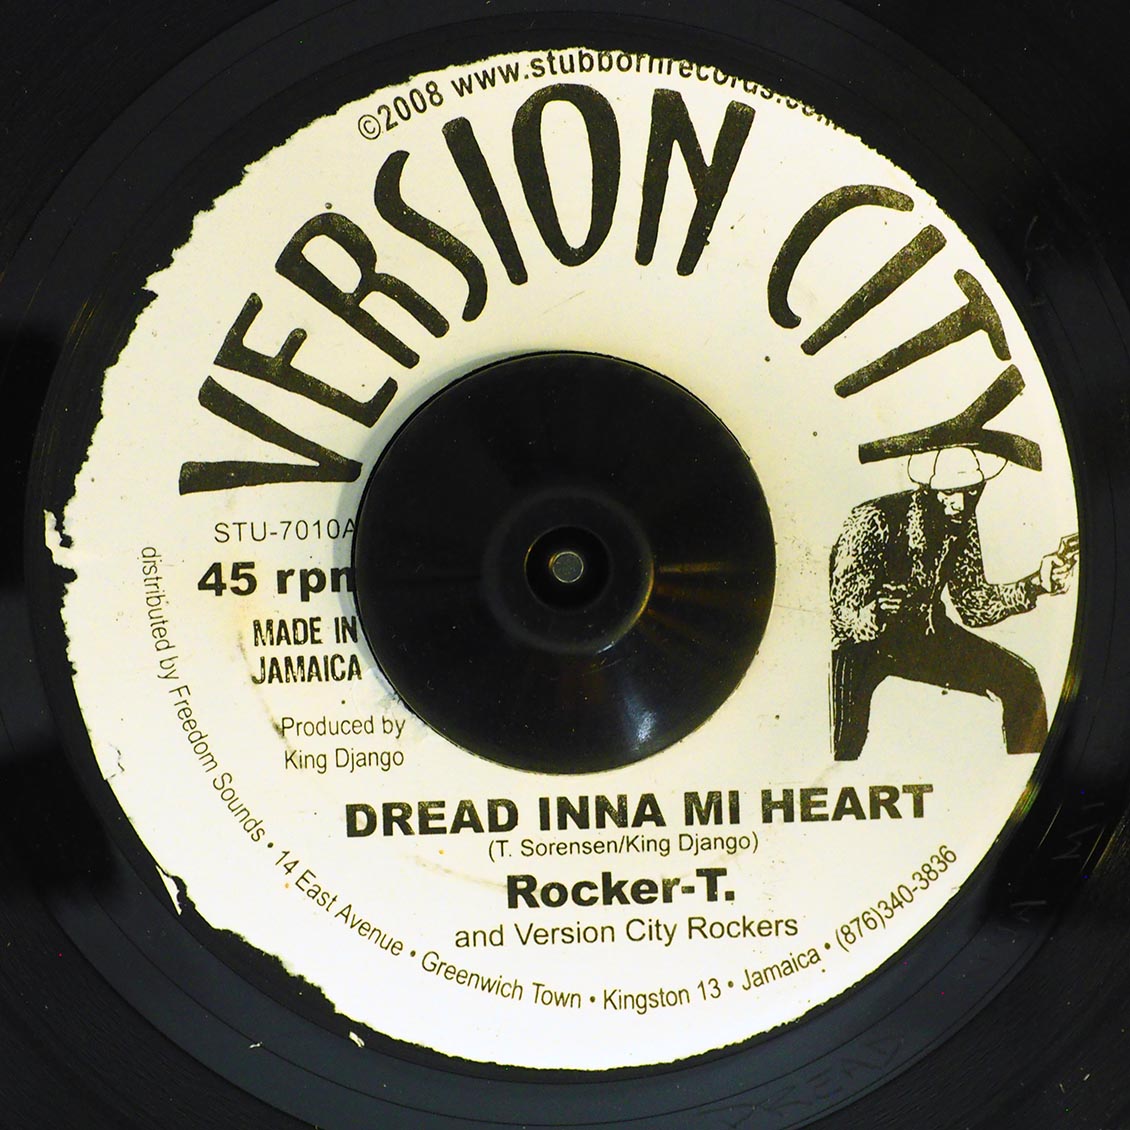 ©2008 www.stubbornrecords.com
VERSION CITY
STU-7010A
45 rpm
MADE IN
JAMAICA
Produced by
King Django
DREAD INNA MI HEART
(T. Sorensen/King Django)
Rocker-T.
and Version City Rockers
distributed by Freedom Sounds • 14 East Avenue • Greenwich Town • Kingston 13 • Jamaica • (876)340-3836
DREAD